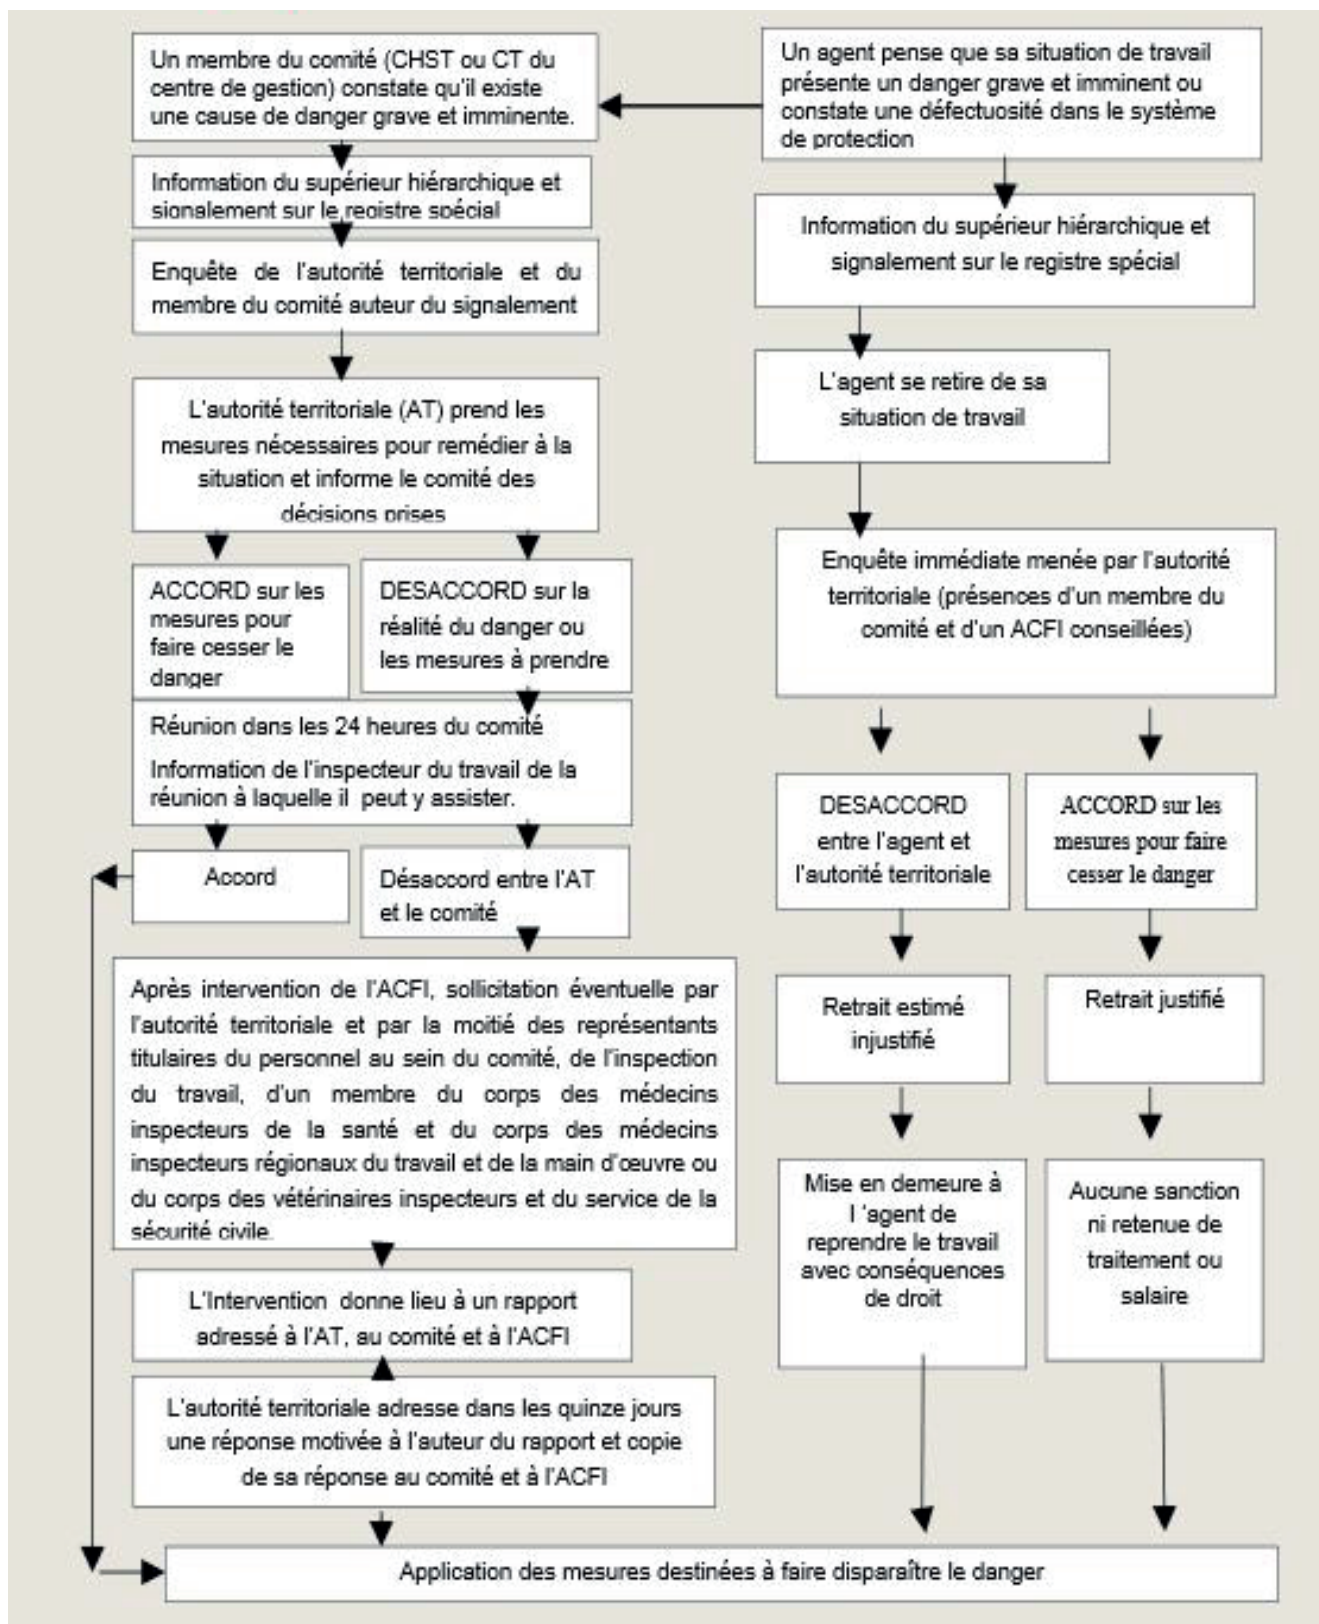 Un membre du comité (CHST ou CT du
centre de gestion) constate qu'il existe
une cause de danger grave et imminente.
Un agent pense que sa situation de travail
présente un danger grave et imminent ou
constate une défectuosité dans le système
de protection
Information du supérieur hiérarchique et
signalement sur le registre spécial
Information du supérieur hiérarchique et
signalement sur le registre spécial
Enquête de l'autorité territoriale et du
membre du comité auteur du signalement
L'agent se retire de sa
situation de travail
L'autorité territoriale (AT) prend les
mesures nécessaires pour remédier à la
situation et informe le comité des
décisions prises
Enquête immédiate menée par l'autorité
territoriale (présences d'un membre du
comité et d'un ACFI conseillées)
ACCORD sur les
mesures pour
faire cesser le
danger
DESACCORD sur la
réalité du danger ou
les mesures à prendre
Réunion dans les 24 heures du comité
Information de l'inspecteur du travail de la
réunion à laquelle il peut y assister.
DESACCORD
entre l'agent et
l'autorité territoriale
ACCORD sur les
mesures pour faire
cesser le danger
Accord
Désaccord entre l'AT
et le comité
Après intervention de l'ACFI, sollicitation éventuelle par
l'autorité territoriale et par la moitié des représentants
titulaires du personnel au sein du comité, de l'inspection
du travail, d'un membre du corps des médecins
inspecteurs de la santé et du corps des médecins
inspecteurs régionaux du travail et de la main d'œuvre ou
du corps des vétérinaires inspecteurs et du service de la
sécurité civile.
Retrait estimé
injustifié
Retrait justifié
Mise en demeure à
l 'agent de
reprendre le travail
avec conséquences
de droit
Aucune sanction
ni retenue de
traitement ou
salaire
L'Intervention donne lieu à un rapport
adressé à l'AT, au comité et à l'ACFI
L'autorité territoriale adresse dans les quinze jours
une réponse motivée à l'auteur du rapport et copie
de sa réponse au comité et à l'ACFI
Application des mesures destinées à faire disparaître le danger